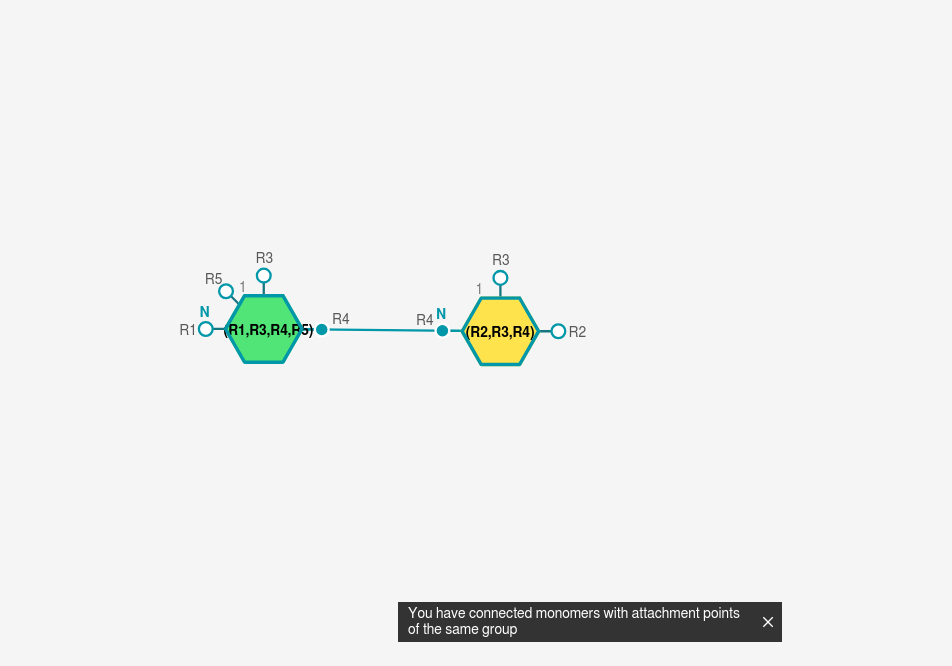 R3
R3
R5
1
1
N
N
R4
R4
R1
(R1,R3,R4,R5)
(R2,R3,R4)
R2
You have connected monomers with attachment points
of the same group